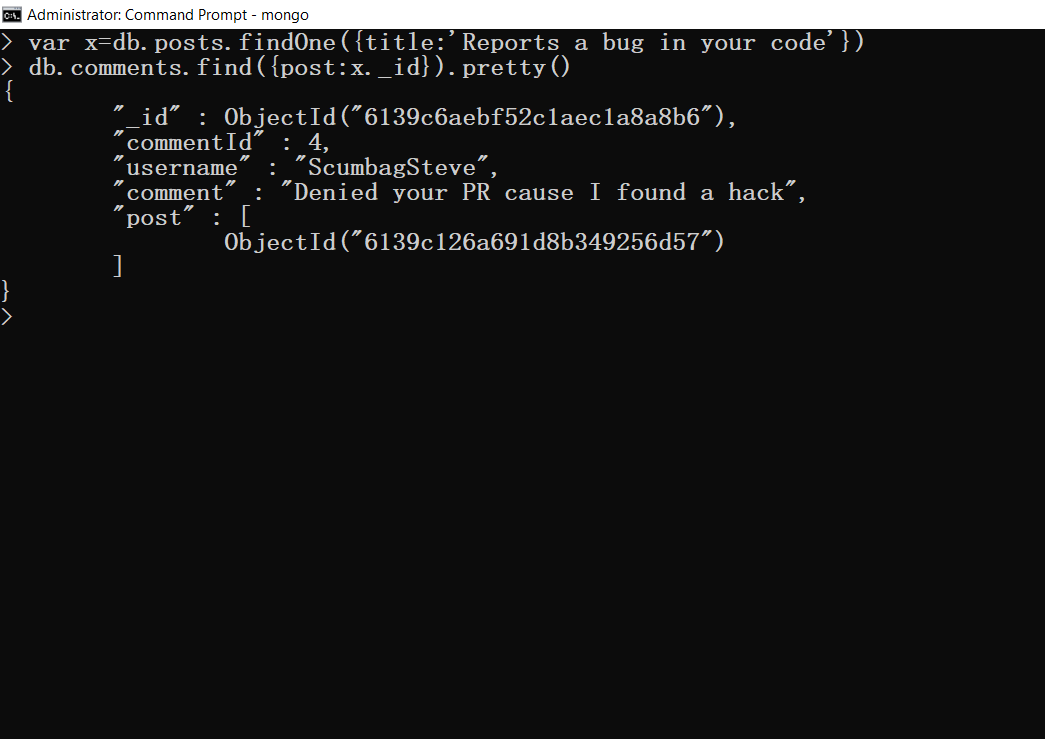 Administrator: Command Prompt - mongo
> var x=db.posts.findOne({title:'Reports a bug in your code'})
> db.comments.find({post:x._id}).pretty()
{
        "_id" : ObjectId("6139c6aebf52c1aec1a8a8b6"),
        "commentId" : 4,
        "username" : "ScumbagSteve",
        "comment" : "Denied your PR cause I found a hack",
        "post" : [
                ObjectId("6139c126a691d8b349256d57")
        ]
}
>